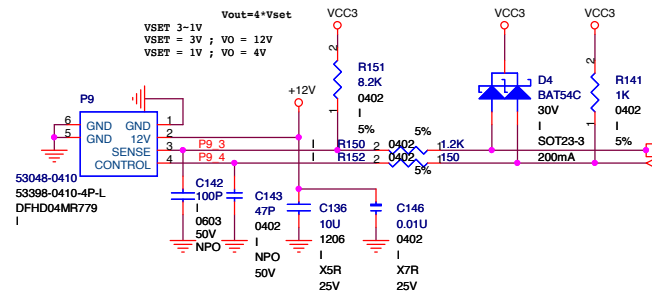 Vout=4*Vset
VSET 3~1V
VSET = 3V ; VO = 12V
VSET = 1V ; VO = 4V
VCC3
VCC3
VCC3
2
R151
8.2K
0402
I
5%
1
+12V
D4
BAT54C
30V
I
SOT23-3
200mA
2
R141
1K
0402
I
5%
1
P9
6 GND GND 1
5 GND 12V 2
SENSE 3
CONTROL 4
P9_3
P9_4
I R150 2 0402 1 1.2K
5%
I R152 2 0402 1 150
5%
53048-0410
53398-0410-4P-L
DFHD04MR779
I
C142
100P
I
0603
50V
NPO
C143
47P
0402
I
NPO
50V
C136
10U
1206
I
X5R
25V
C146
0.01U
0402
I
X7R
25V